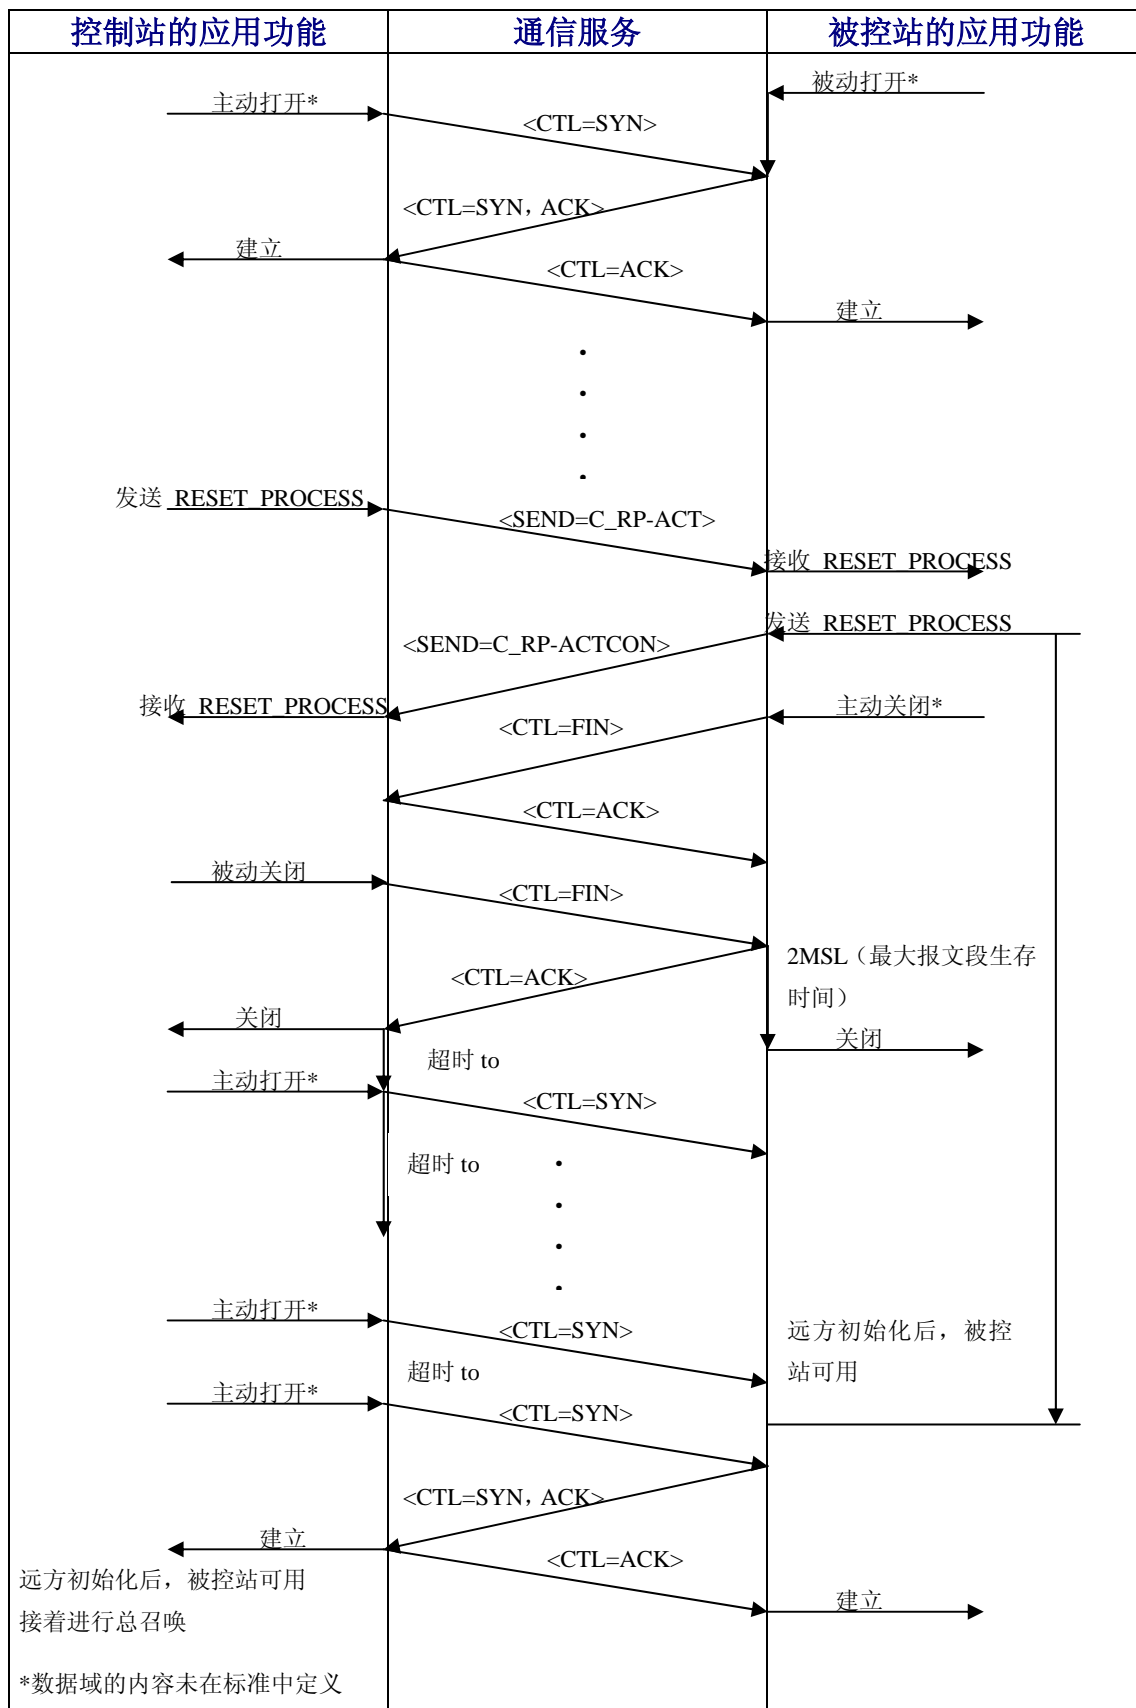 控制站的应用功能
通信服务
被控站的应用功能
被动打开*
主动打开*
<CTL=SYN>
<CTL=SYN，ACK>
建立
<CTL=ACK>
建立
发送 RESET_PROCESS
<SEND=C_RP-ACT>
接收 RESET_PROCESS
发送 RESET_PROCESS
<SEND=C_RP-ACTCON>
接收 RESET_PROCESS
主动关闭*
<CTL=FIN>
<CTL=ACK>
被动关闭
<CTL=FIN>
2MSL（最大报文段生存
时间）
<CTL=ACK>
关闭
关闭
超时 to
主动打开*
<CTL=SYN>
超时 to
主动打开*
<CTL=SYN>
远方初始化后，被控
站可用
超时 to
主动打开*
<CTL=SYN>
<CTL=SYN，ACK>
建立
<CTL=ACK>
远方初始化后，被控站可用
建立
接着进行总召唤
*数据域的内容未在标准中定义